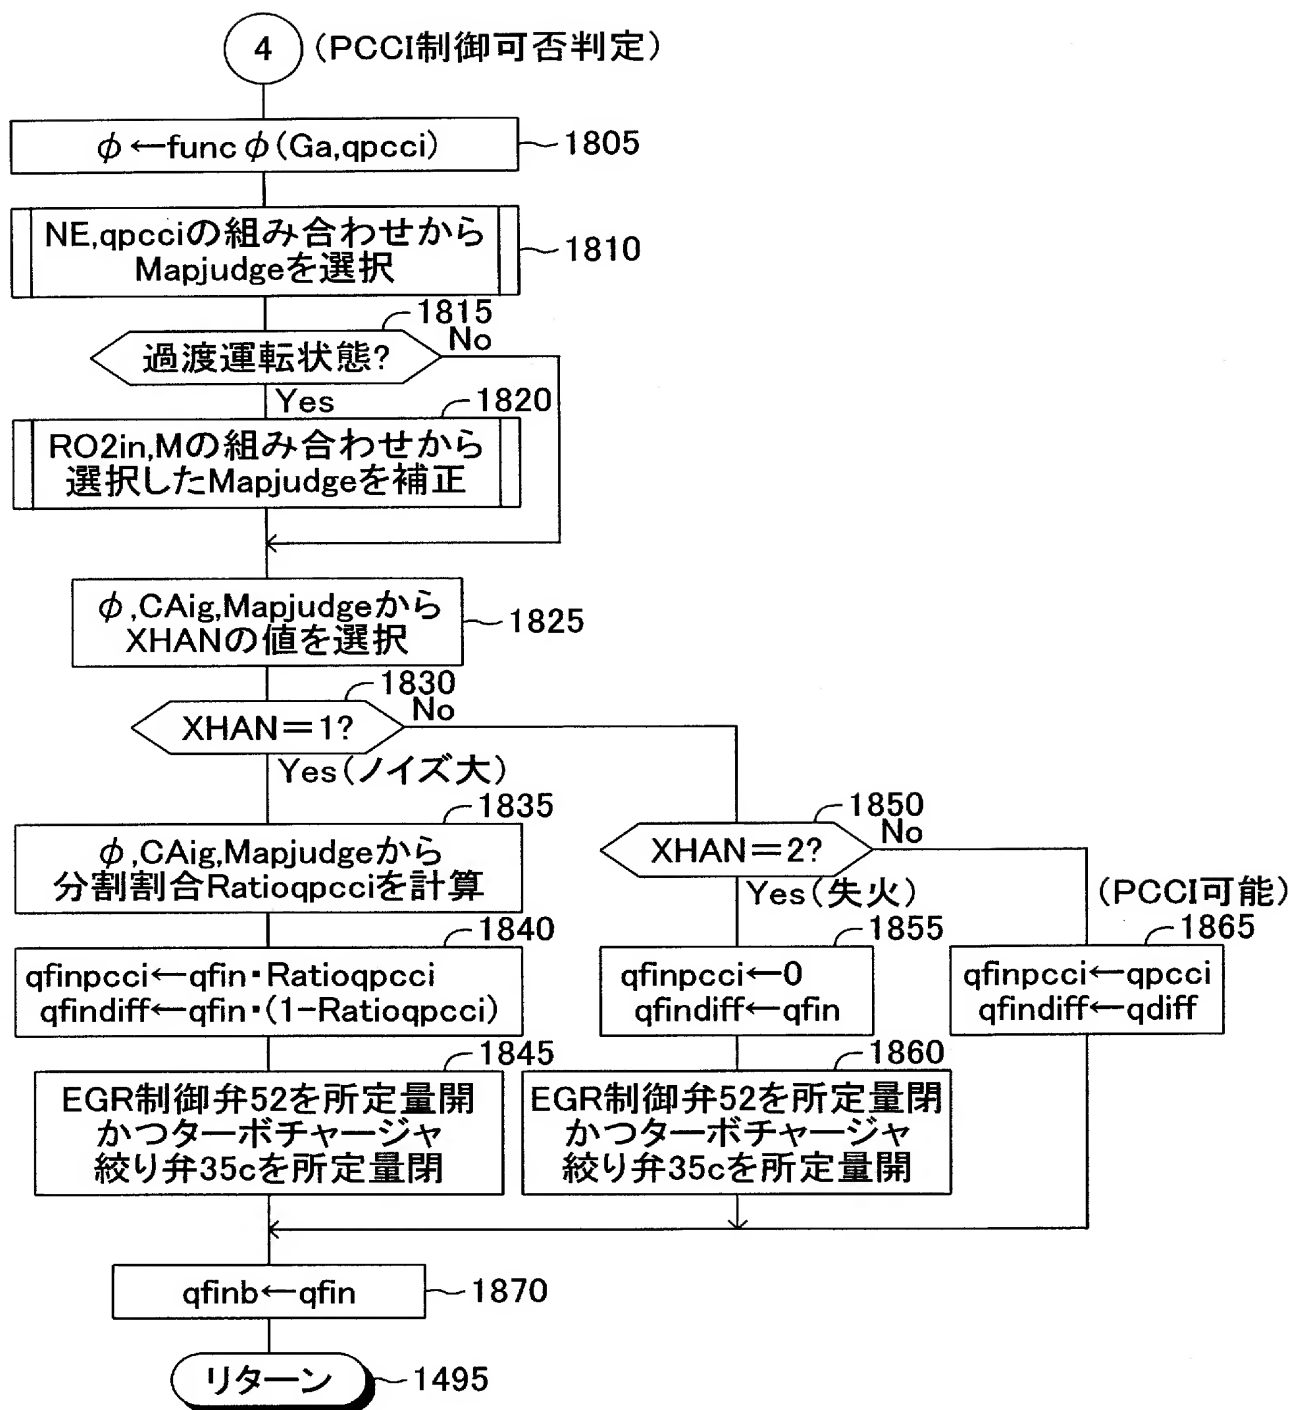 4 (PCCI制御可否判定)
φ←func φ(Ga,qpcci)
1805
NE,qpcciの組み合わせから
Mapjudgeを選択
1810
1815
過渡運転状態?
No
Yes
1820
RO2in,Mの組み合わせから
選択したMapjudgeを補正
φ,CAig,Mapjudgeから
XHANの値を選択
1825
1830
XHAN=1?
No
Yes(ノイズ大)
1835
φ,CAig,Mapjudgeから
分割割合Ratioqpcciを計算
1840
qfinpcci←qfin・Ratioqpcci
qfindiff←qfin・(1-Ratioqpcci)
1845
EGR制御弁52を所定量開
かつターボチャージャ
絞り弁35cを所定量閉
1850
XHAN=2?
No
Yes(失火)
1855
qfinpcci←0
qfindiff←qfin
1860
EGR制御弁52を所定量閉
かつターボチャージャ
絞り弁35cを所定量開
(PCCI可能)
1865
qfinpcci←qpcci
qfindiff←qdiff
qfinb←qfin
1870
リターン
1495